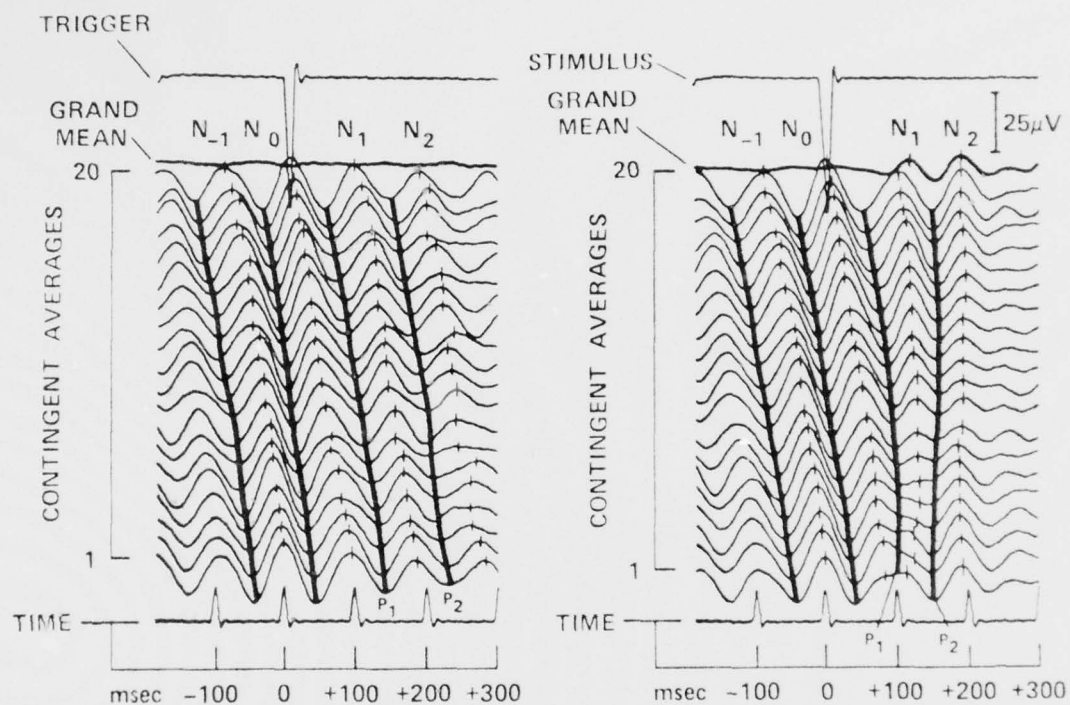 TRIGGER
GRAND
MEAN
N-1 N0 N1 N2
20
CONTINGENT AVERAGES
1
P1 P2
TIME
msec -100 0 +100 +200 +300
STIMULUS
GRAND
MEAN
N-1 N0 N1 N2
25µV
20
CONTINGENT AVERAGES
1
TIME
P1 P2
msec -100 0 +100 +200 +300